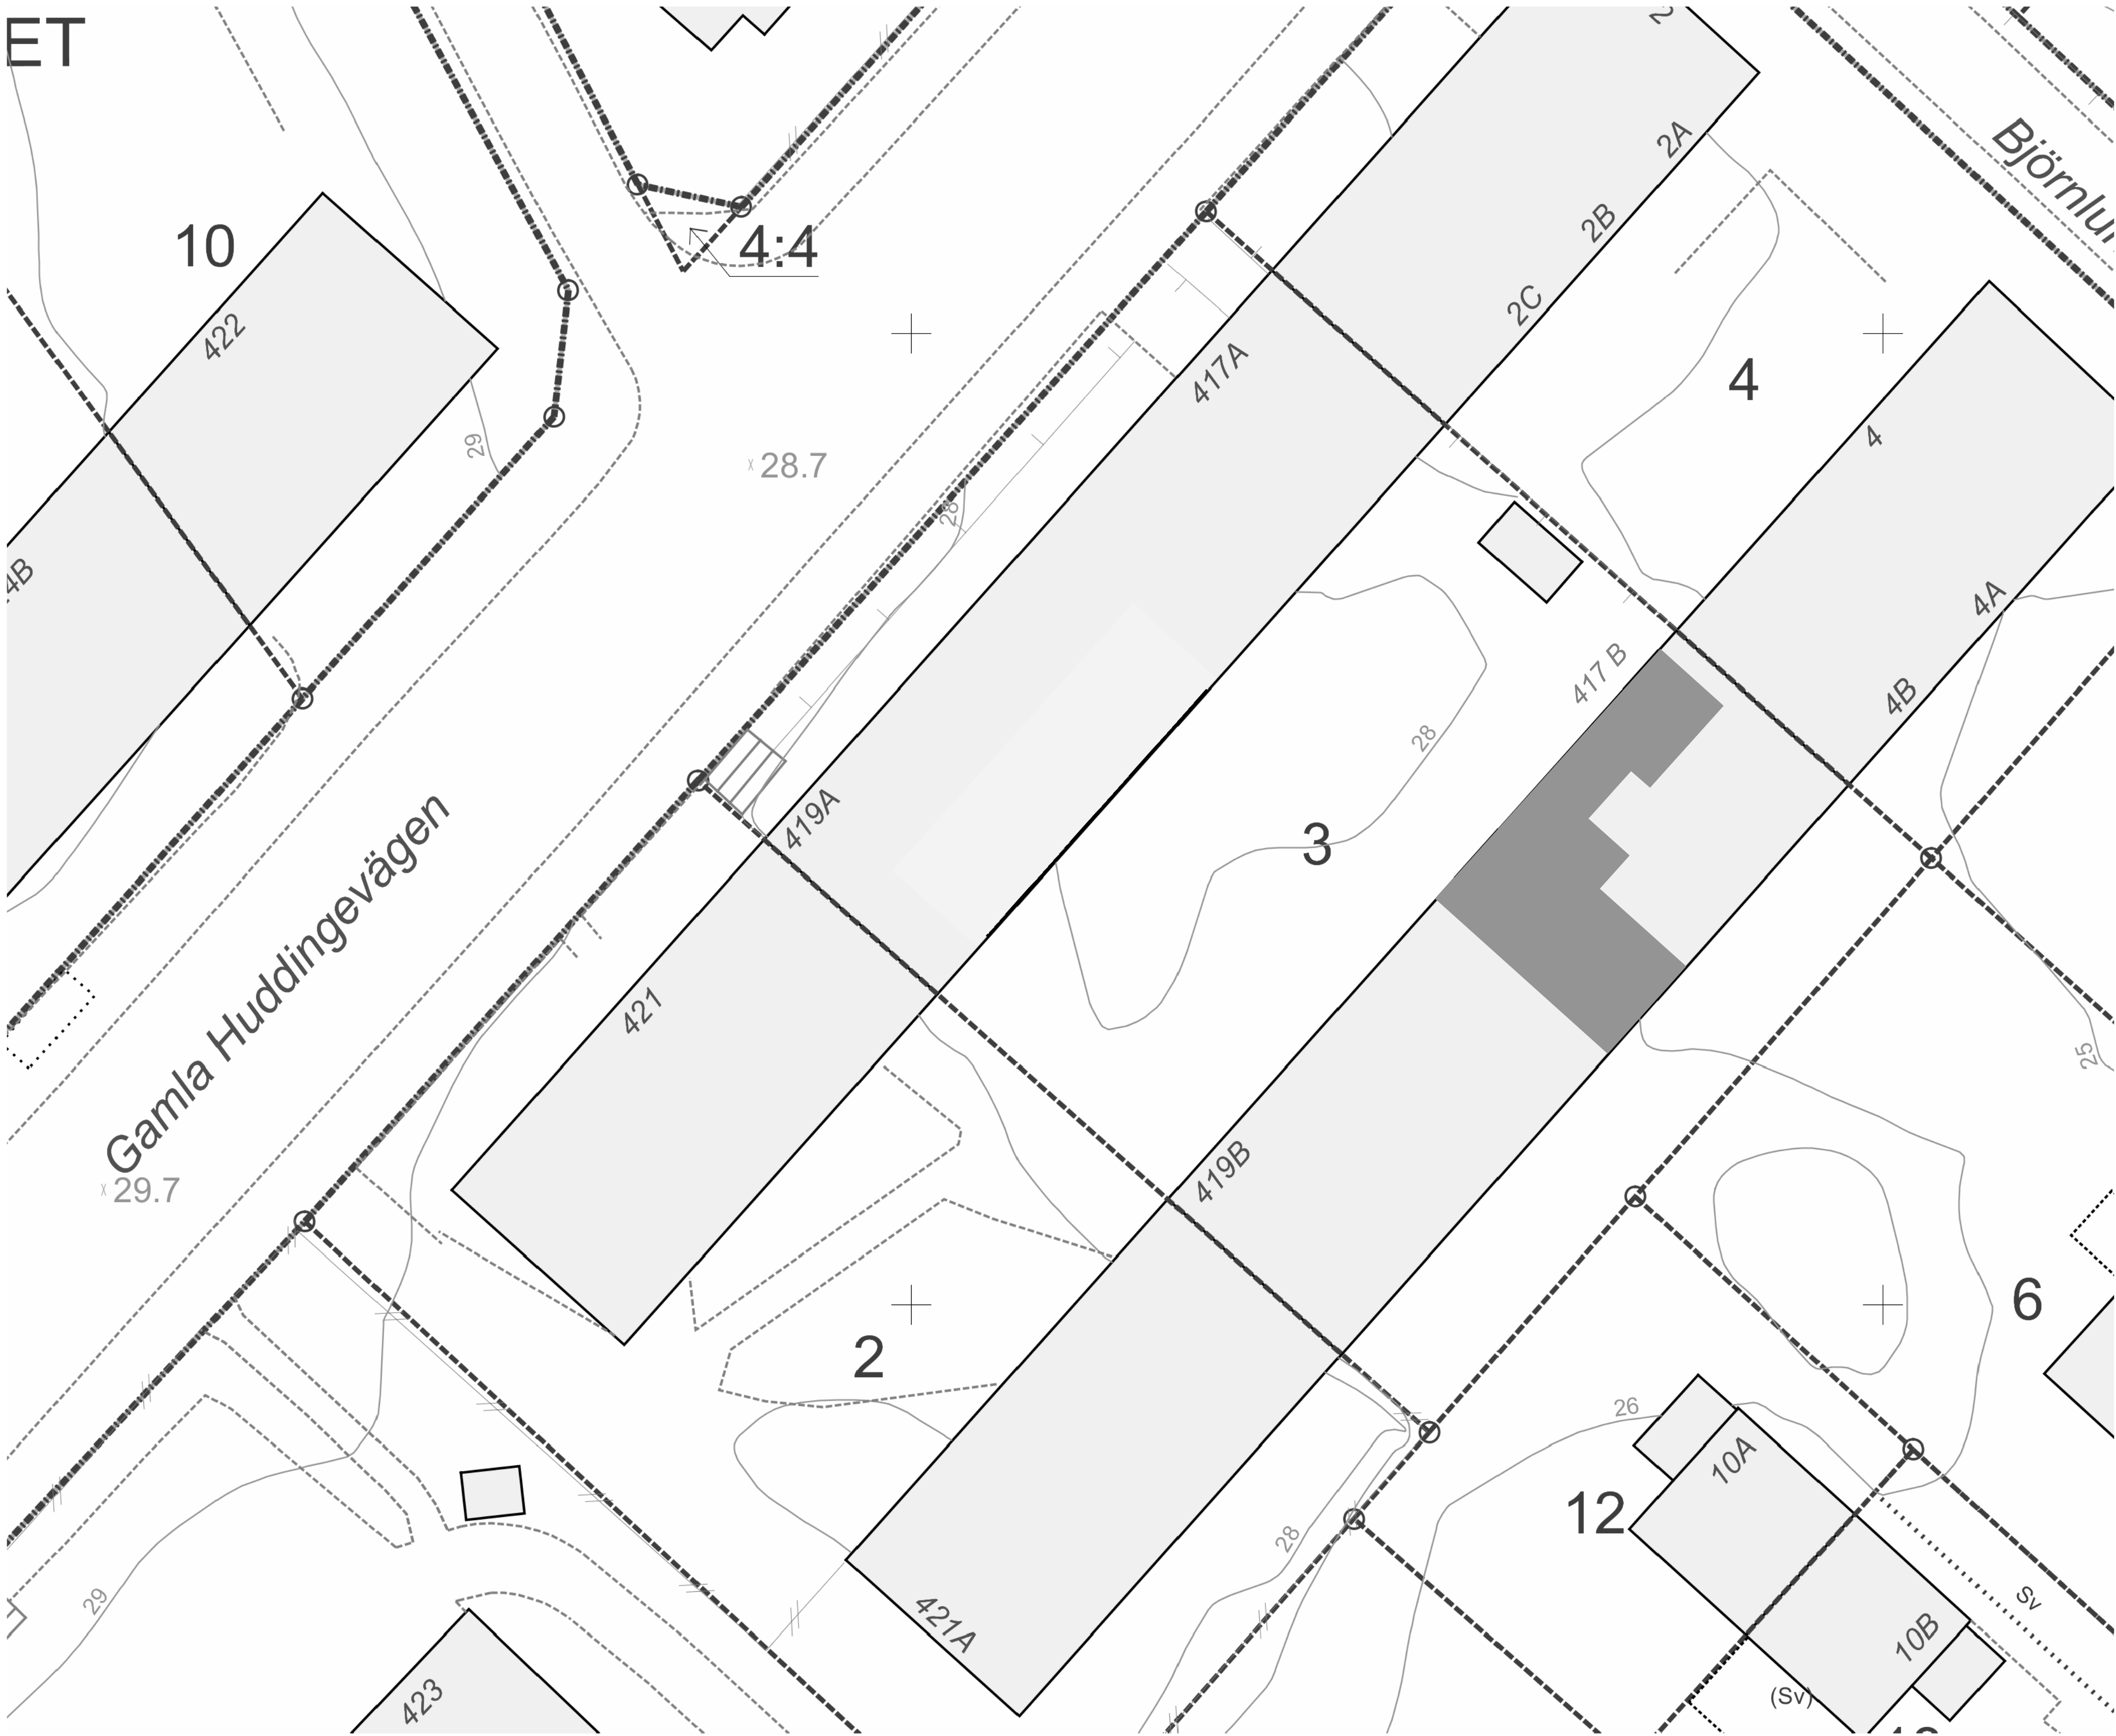 ET
10
422
4:4
2A
2B
2C
Björnlu
4
417A
29
28.7
28
4
4A
4B
4B
417 B
28
3
419A
Gamla Huddingevägen
421
29.7
25
419B
2
6
26
10A
12
28
29
421A
sv
10B
423
(Sv)